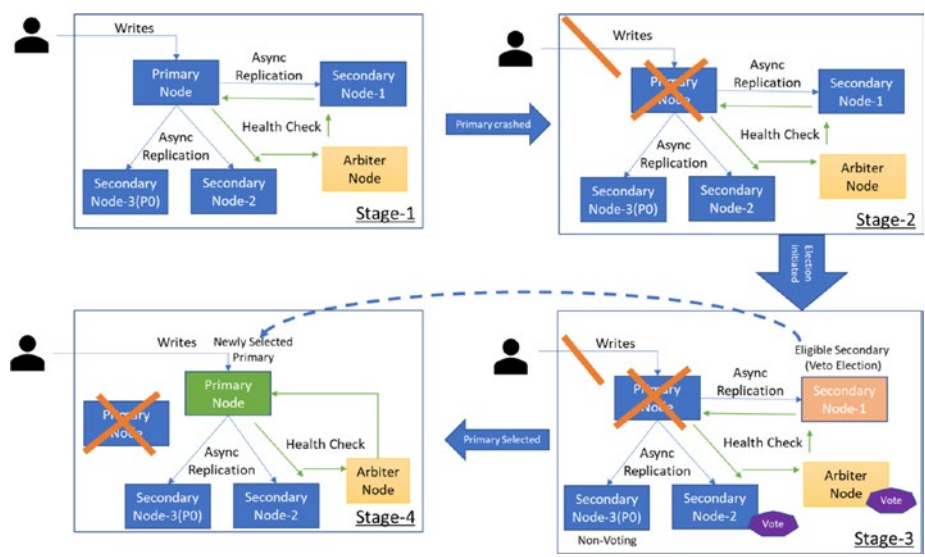 Writes
Primary
Node
Async
Replication
Secondary
Node-1
Health Check
Async
Replication
Arbiter
Node
Secondary
Node-3(P0)
Secondary
Node-2
Stage-1
Primary crashed
Writes
Primary
Node
Async
Replication
Secondary
Node-1
Health Check
Async
Replication
Arbiter
Node
Secondary
Node-3(P0)
Secondary
Node-2
Stage-2
Election
initiated
Writes
Newly Selected
Primary
Primary
Node
Primary
Node
Health Check
Async
Replication
Arbiter
Node
Secondary
Node-3(P0)
Secondary
Node-2
Stage-4
Primary Selected
Writes
Eligible Secondary
(Veto Election)
Primary
Node
Async
Replication
Secondary
Node-1
Health Check
Async
Replication
Arbiter
Node
Vote
Secondary
Node-3(P0)
Secondary
Node-2
Vote
Non-Voting
Stage-3